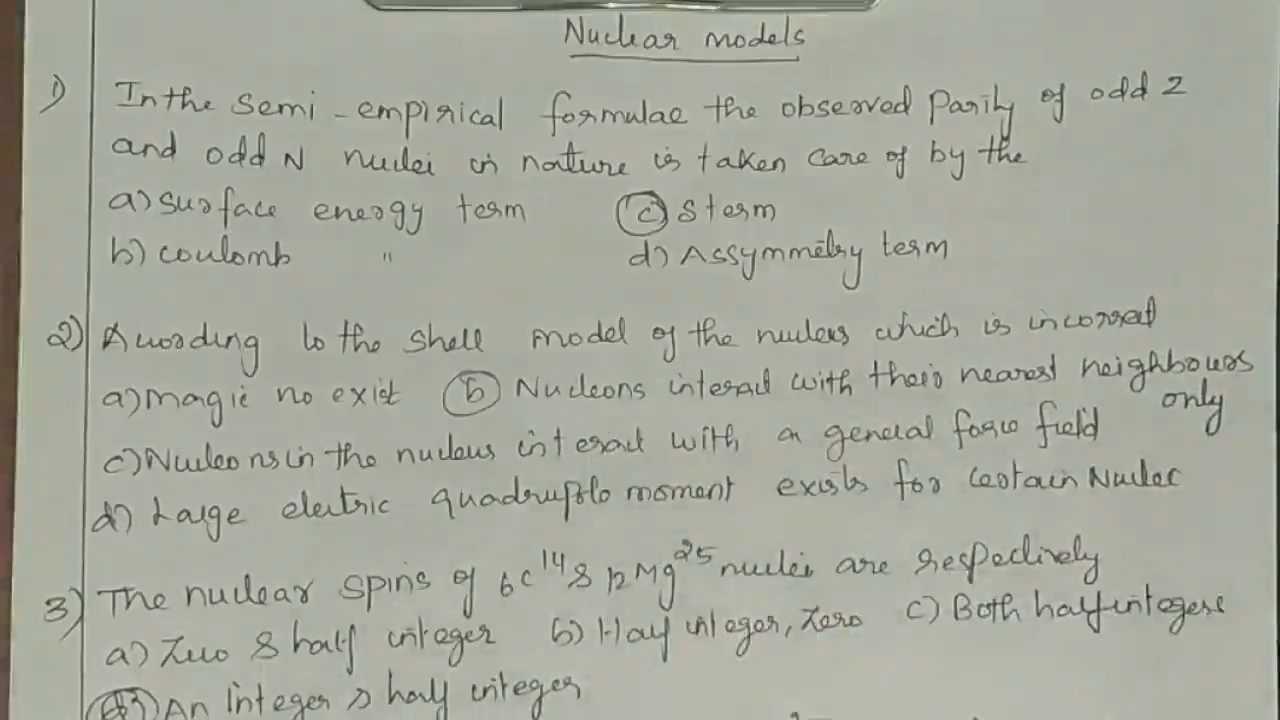 Nuclear models
1) In the semi-empirical formulae the observed Parity of odd Z
and odd N nuclei in nature is taken care of by the
a) surface energy term (c) δ term
b) coulomb " d) Assymmetry term
2) According to the shell model of the nucleus which is incorrect
a) magic no exist (b) Nucleons interact with their nearest neighbours
only
c) Nucleons in the nucleus interact with a general force field
d) Large electric quadrupole moment exists for certain Nuclei
3) The nuclear spins of 6C14 & 12Mg25 nuclei are respectively
a) Zero & half integer b) Half integer, Zero c) Both half integers
d) An Integer & half integer